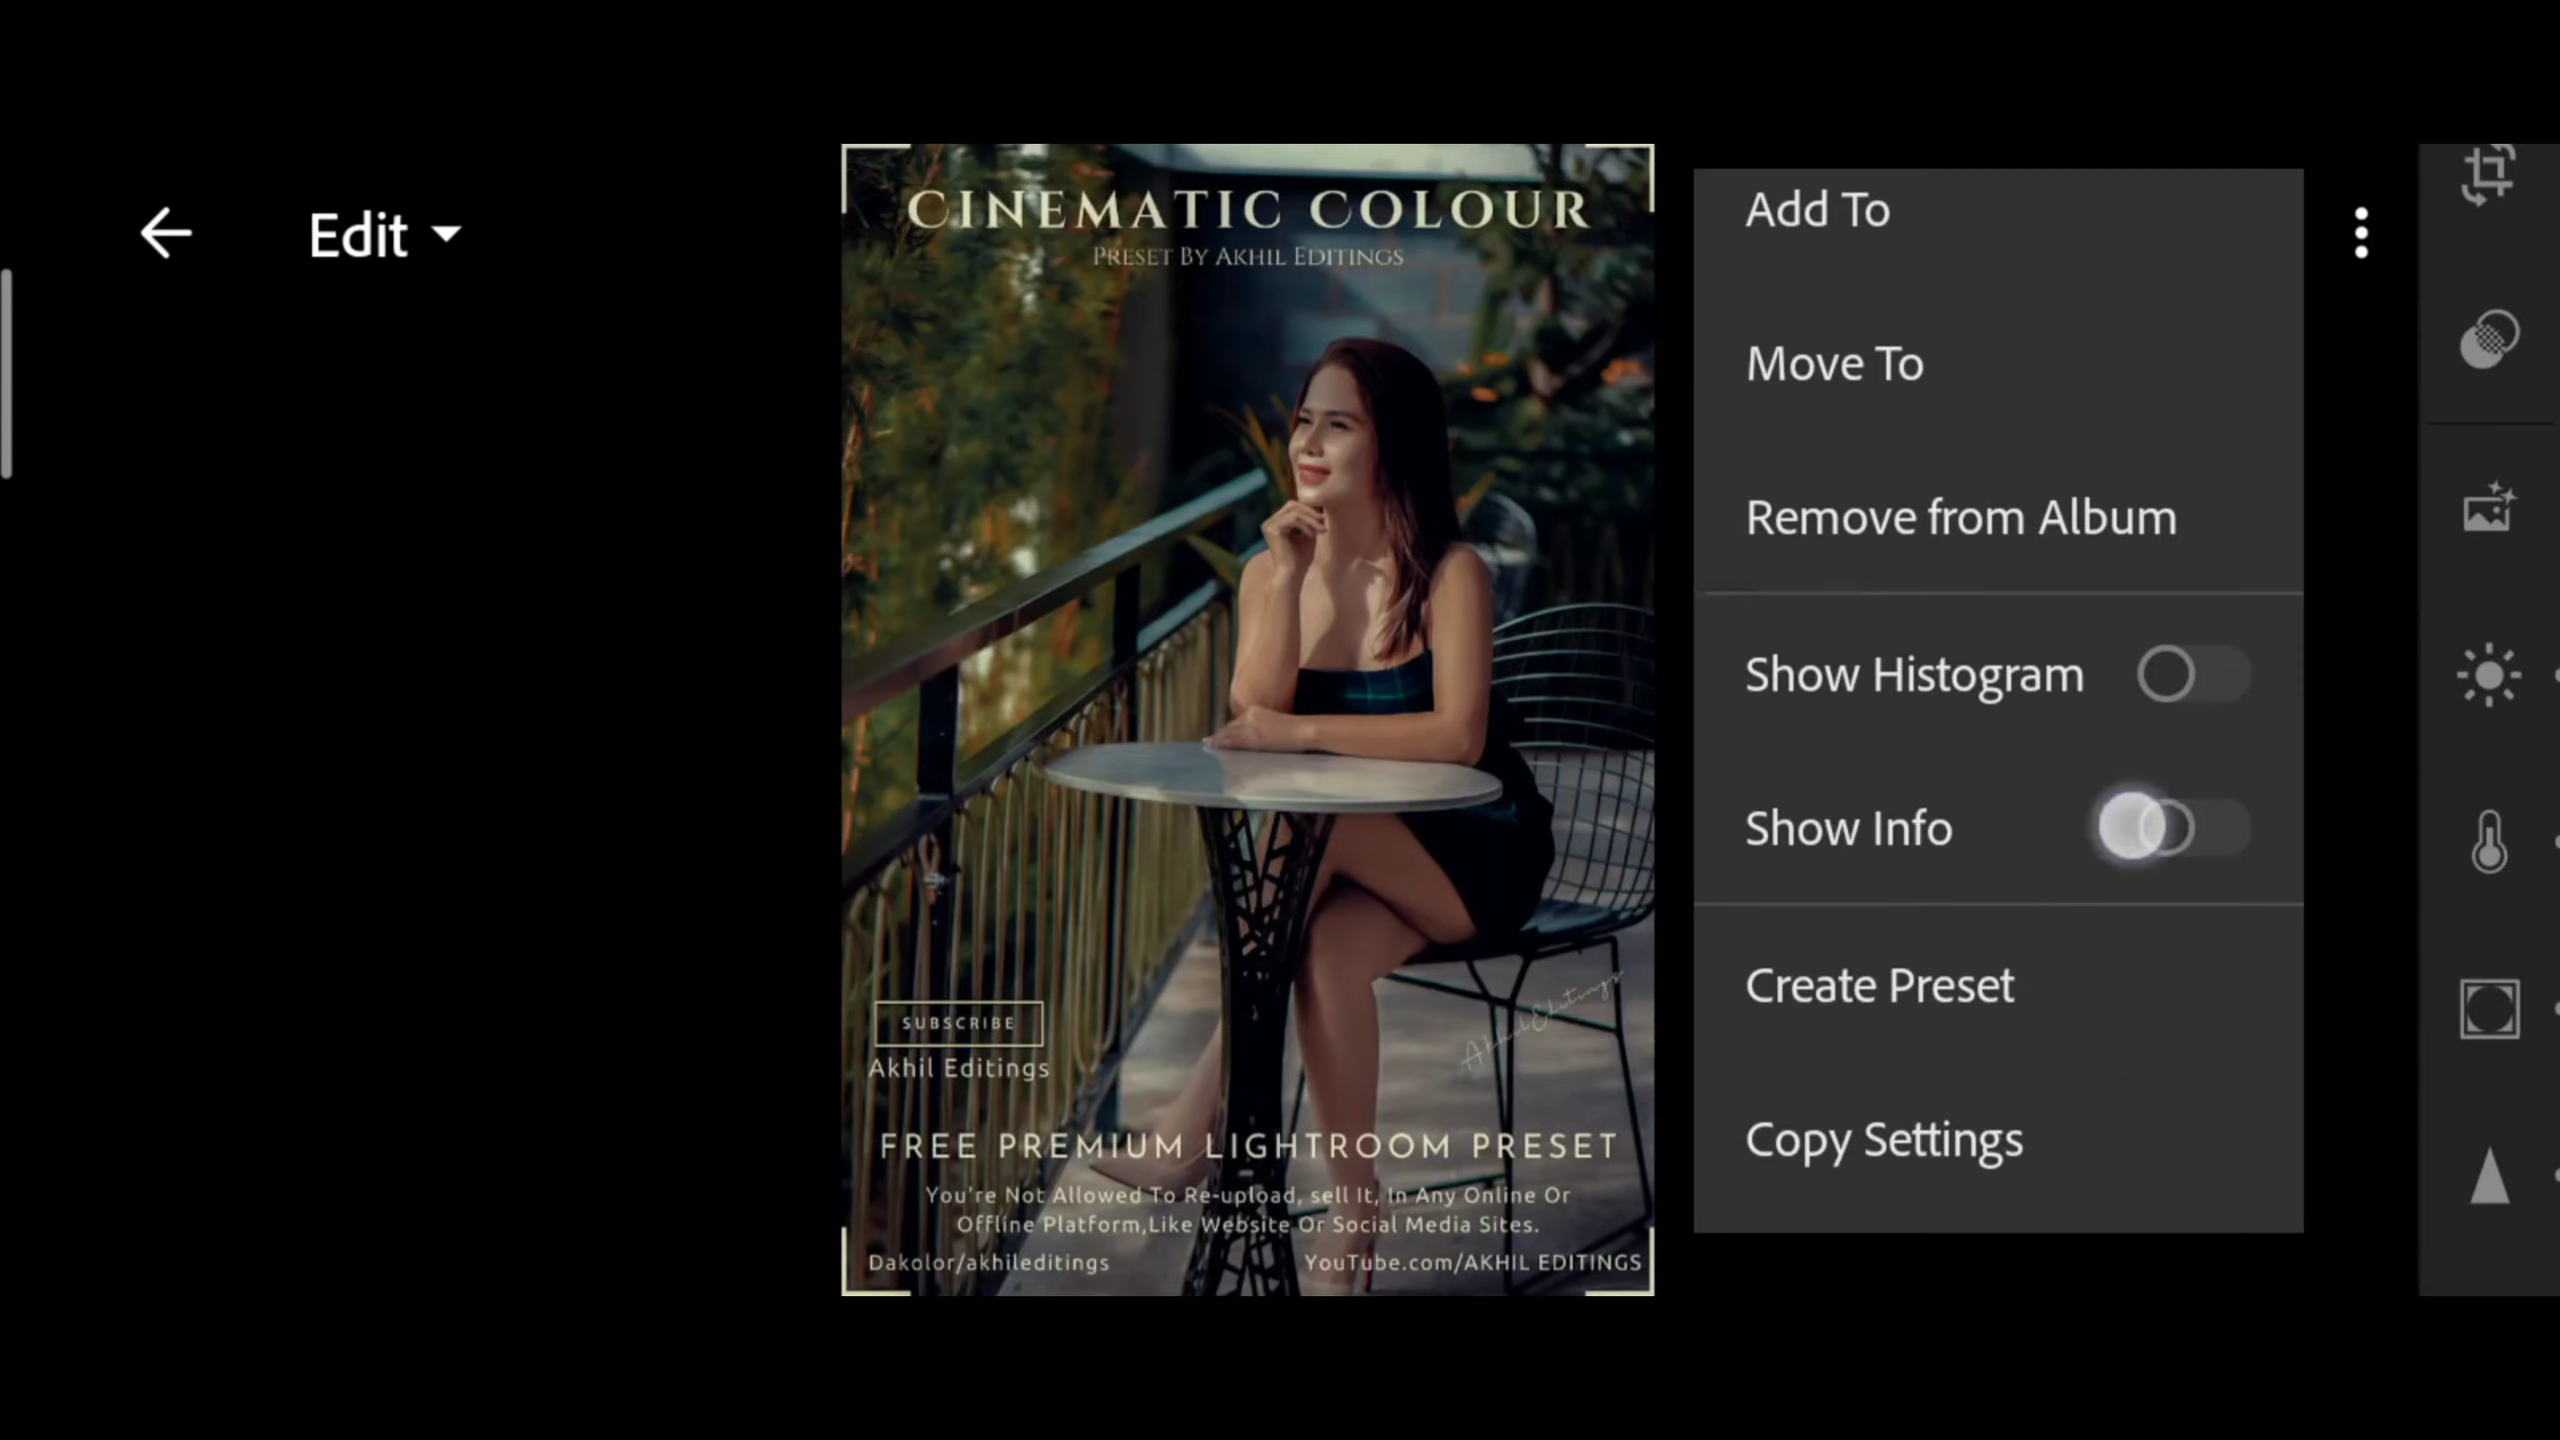 Edit
CINEMATIC COLOUR
PRESET BY AKHIL EDITINGS
SUBSCRIBE
Akhil Editings
AkhilEditings
FREE PREMIUM LIGHTROOM PRESET
You're Not Allowed To Re-upload, sell It, In Any Online Or
Offline Platform,Like Website Or Social Media Sites.
Dakolor/akhileditings
YouTube.com/AKHIL EDITINGS
Add To
Move To
Remove from Album
Show Histogram
Show Info
Create Preset
Copy Settings